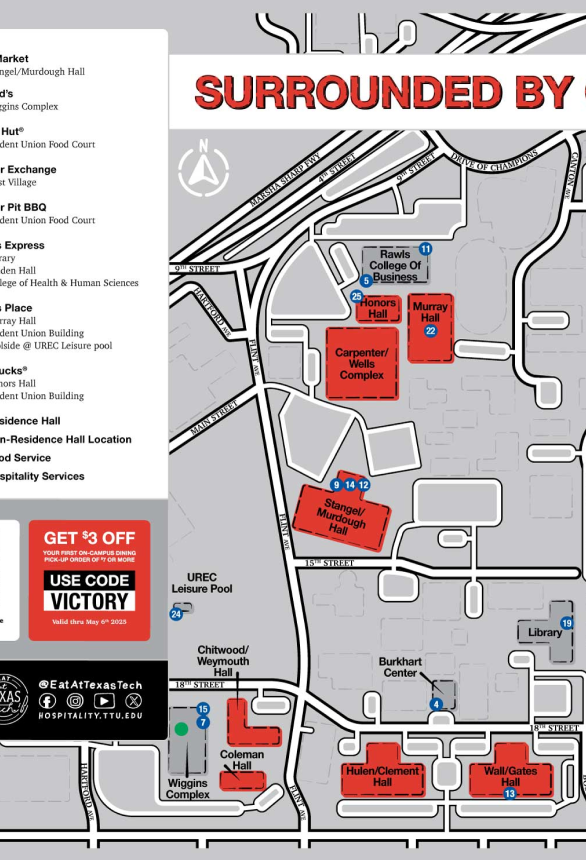 SURROUNDED BY
arket
ngel/Murdough Hall
d's
ggins Complex
Hut®
dent Union Food Court
r Exchange
st Village
r Pit BBQ
dent Union Food Court
s Express
rary
den Hall
lege of Health & Human Sciences
s Place
rray Hall
dent Union Building
olside @ UREC Leisure pool
ucks®
nors Hall
dent Union Building
sidence Hall
n-Residence Hall Location
od Service
spitality Services
GET $3 OFF
YOUR FIRST ON-CAMPUS DINING
PICK-UP ORDER OF $7 OR MORE
USE CODE
VICTORY
Valid thru May 6th 2025
@EatAtTexasTech
HOSPITALITY.TTU.EDU
N
MARSHA SHARP FWY
4TH STREET
6TH STREET
DRIVE OF CHAMPIONS
CANTON AVE
9TH STREET
HARTFORD AVE
FLINT AVE
MAIN STREET
Rawls
College Of
Business
11
5
25
Honors
Hall
Murray
Hall
22
Carpenter/
Wells
Complex
9 14 12
Stangel/
Murdough
Hall
FLINT AVE
15TH STREET
UREC
Leisure Pool
24
Library
19
Chitwood/
Weymouth
Hall
Burkhart
Center
4
18TH STREET
18TH STREET
15
7
Wiggins
Complex
Coleman
Hall
Hulen/Clement
Hall
Wall/Gates
Hall
13
HARTFORD
FLINT AVE